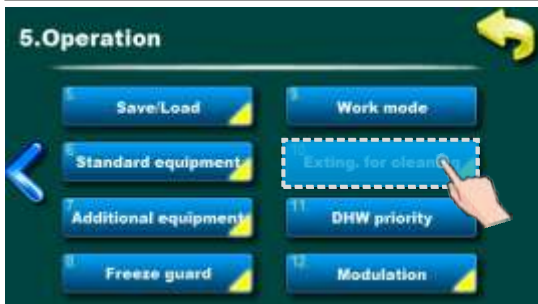 5.Operation
5
Save/Load
9
Work mode
6
Standard equipment
10
Exting. for cleaning
7
Additional equipment
11
DHW priority
8
Freeze guard
12
Modulation